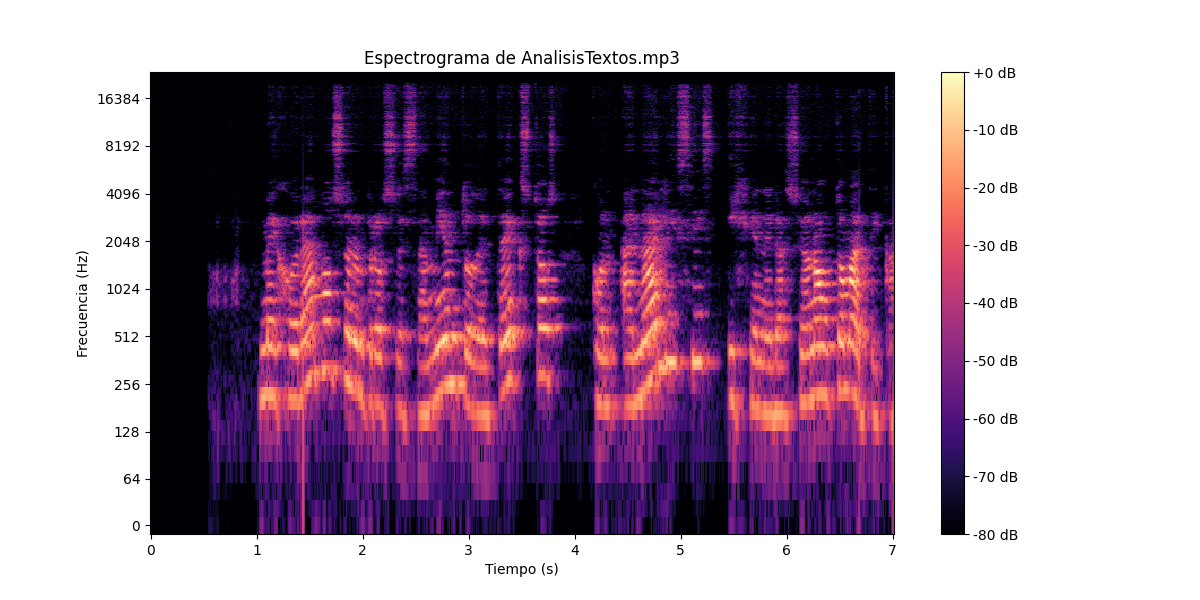 Espectrograma de AnalisisTextos.mp3
Frecuencia (Hz)
16384
8192
4096
2048
1024
512
256
128
64
0
0 1 2 3 4 5 6 7
Tiempo (s)
+0 dB
-10 dB
-20 dB
-30 dB
-40 dB
-50 dB
-60 dB
-70 dB
-80 dB